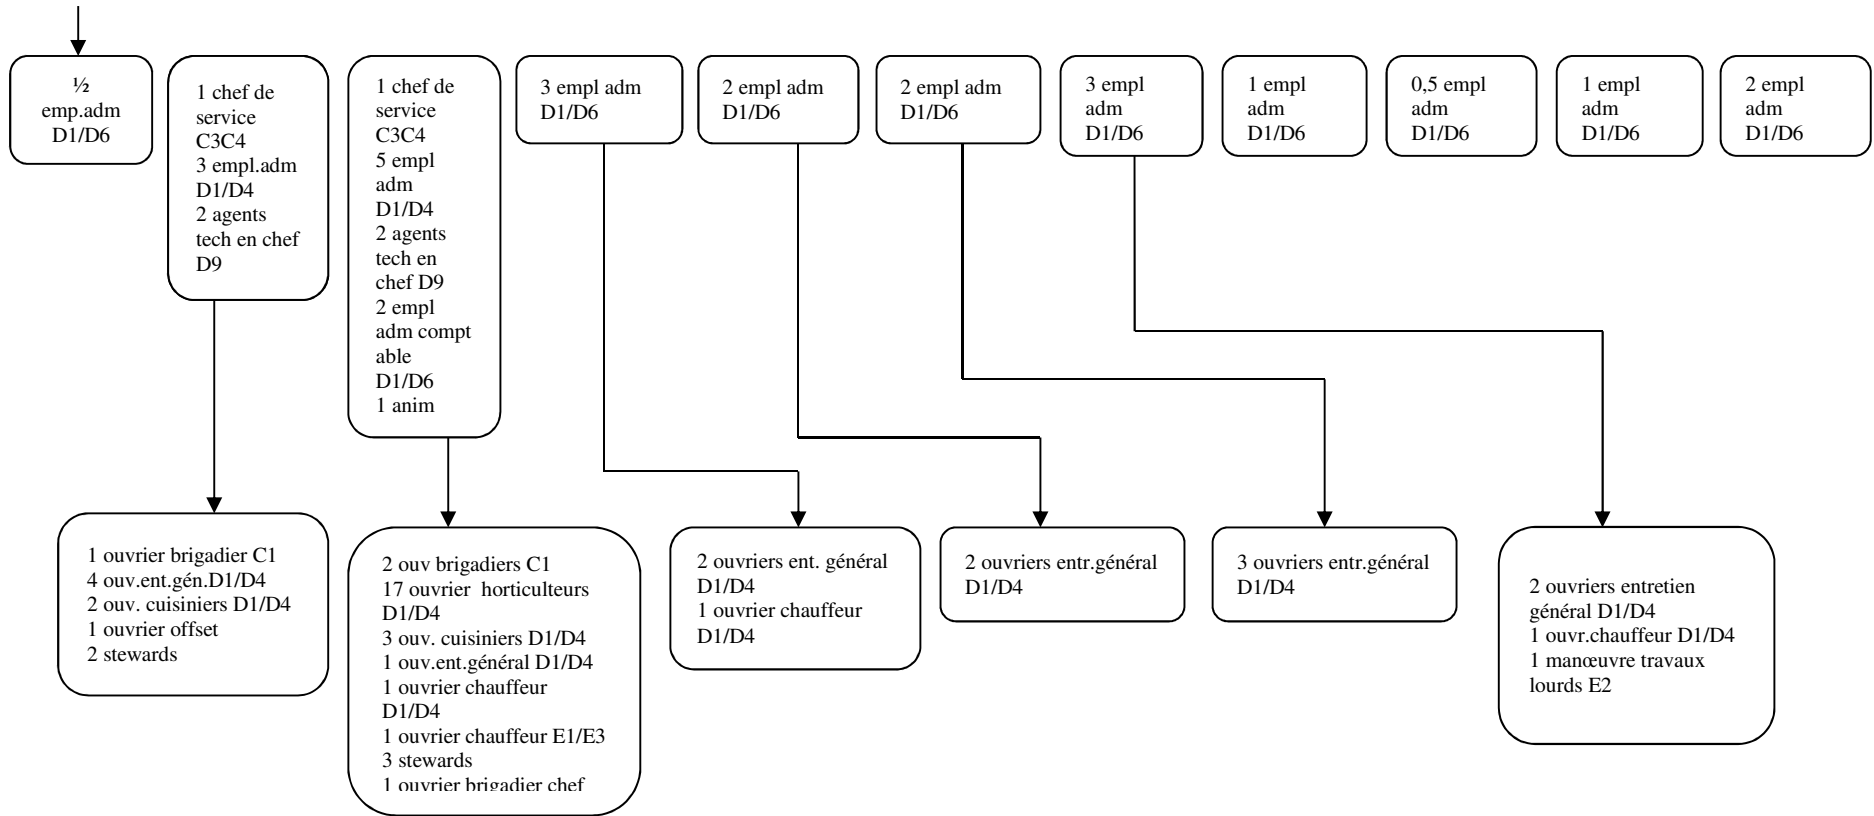 ½
emp.adm
D1/D6
1 chef de
service
C3C4
3 empl.adm
D1/D4
2 agents
tech en chef
D9
1 chef de
service
C3C4
5 empl
adm
D1/D4
2 agents
tech en
chef D9
2 empl
adm compt
able
D1/D6
1 anim
3 empl adm
D1/D6
2 empl adm
D1/D6
2 empl adm
D1/D6
3 empl
adm
D1/D6
1 empl
adm
D1/D6
0,5 empl
adm
D1/D6
1 empl
adm
D1/D6
2 empl
adm
D1/D6
1 ouvrier brigadier C1
4 ouv.ent.gén.D1/D4
2 ouv. cuisiniers D1/D4
1 ouvrier offset
2 stewards
2 ouv brigadiers C1
17 ouvrier  horticulteurs
D1/D4
3 ouv. cuisiniers D1/D4
1 ouv.ent.général D1/D4
1 ouvrier chauffeur
D1/D4
1 ouvrier chauffeur E1/E3
3 stewards
1 ouvrier brigadier chef
2 ouvriers ent. général
D1/D4
1 ouvrier chauffeur
D1/D4
2 ouvriers entr.général
D1/D4
3 ouvriers entr.général
D1/D4
2 ouvriers entretien
général D1/D4
1 ouvr.chauffeur D1/D4
1 manœuvre travaux
lourds E2